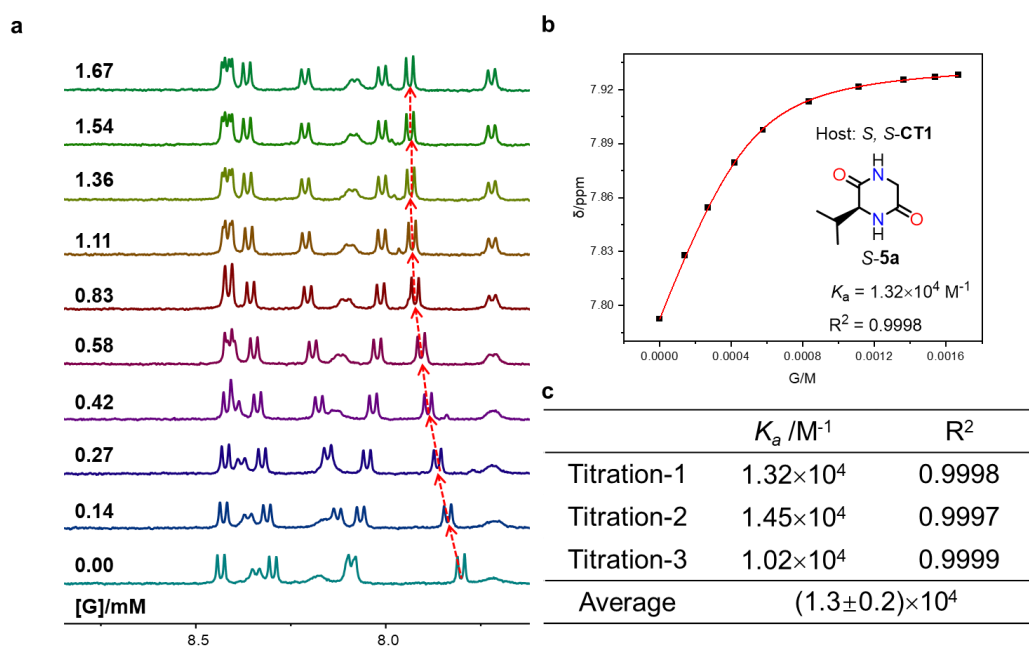 a
1.67
1.54
1.36
1.11
0.83
0.58
0.42
0.27
0.14
0.00
[G]/mM
8.5 8.0
b
7.92
7.89
7.86
7.83
7.80
δ/ppm
Host: S, S-CT1
H
N
O
O
N
H
S-5a
Kₐ = 1.32×10⁴ M⁻¹
R² = 0.9998
0.0000 0.0004 0.0008 0.0012 0.0016
G/M
c
Kₐ /M⁻¹ R²
Titration-1 1.32×10⁴ 0.9998
Titration-2 1.45×10⁴ 0.9997
Titration-3 1.02×10⁴ 0.9999
Average (1.3±0.2)×10⁴